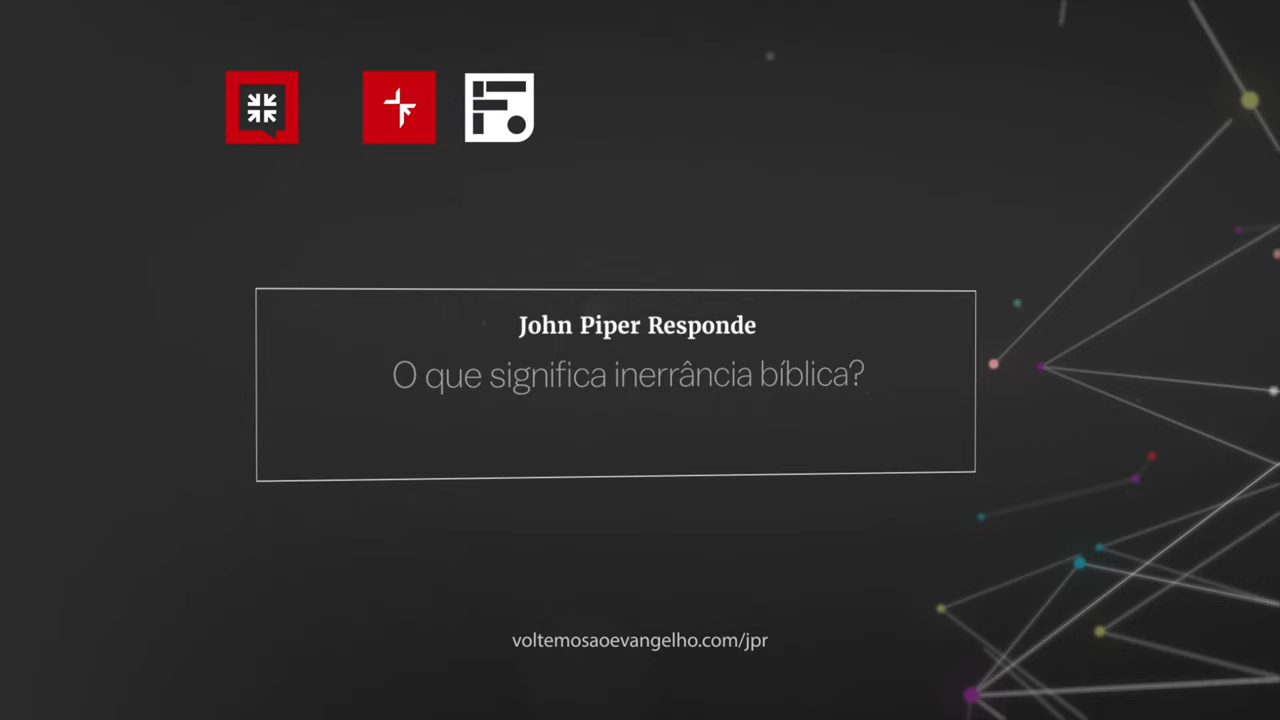 John Piper Responde
O que significa inerrância bíblica?
voltemosaoevangelho.com/jpr